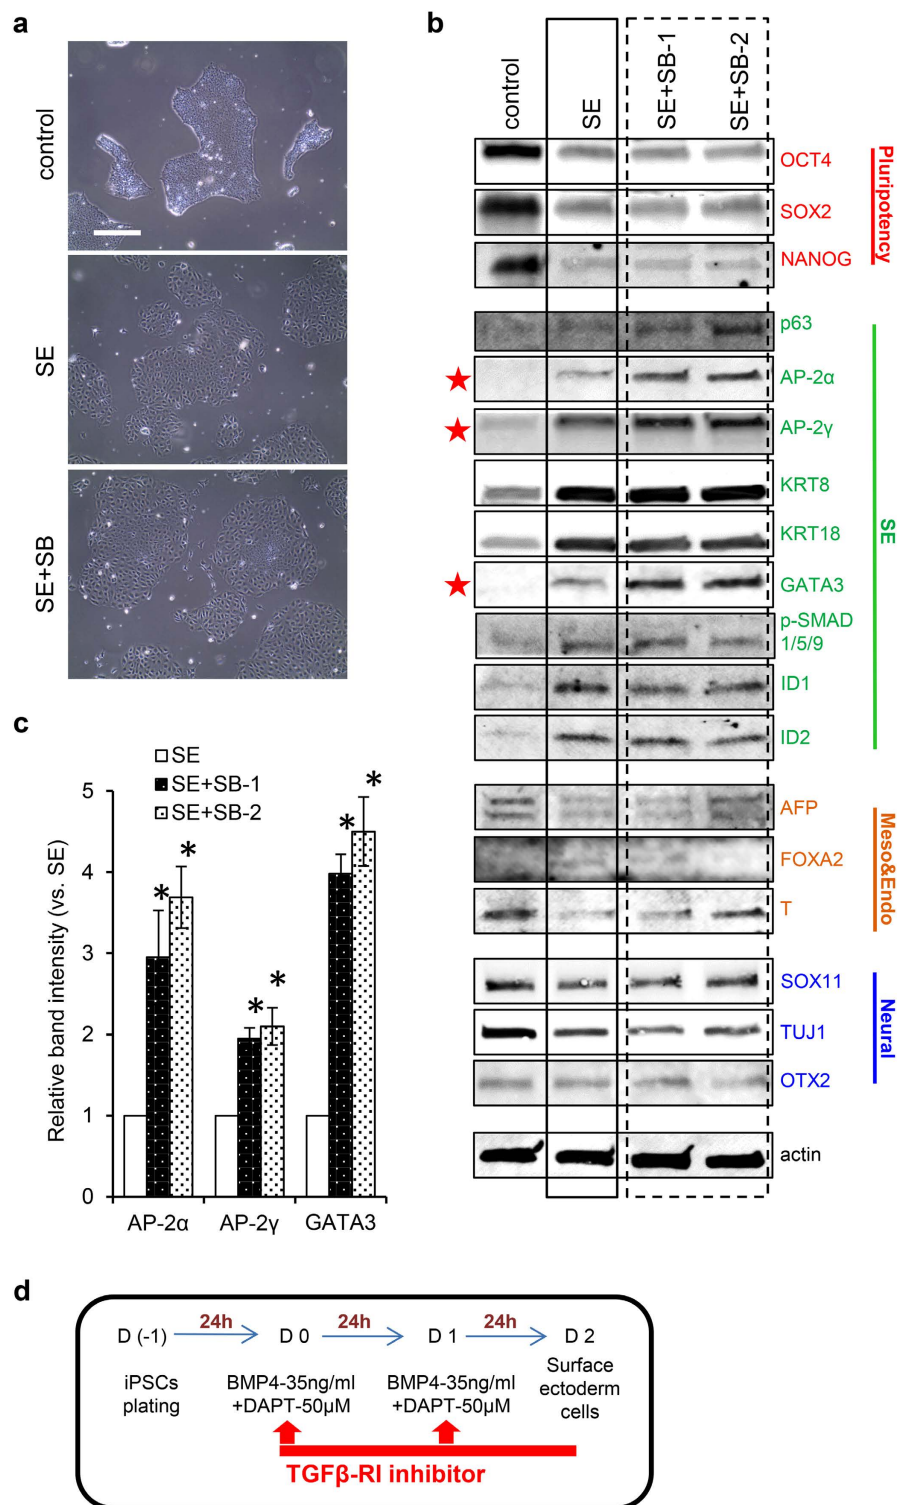 a
control
SE
SE+SB
b
control
SE
SE+SB-1
SE+SB-2
OCT4
SOX2
NANOG
Pluripotency
p63
AP-2α
AP-2γ
KRT8
KRT18
GATA3
p-SMAD
1/5/9
ID1
ID2
SE
AFP
FOXA2
T
Meso&Endo
SOX11
TUJ1
OTX2
Neural
actin
c
SE
SE+SB-1
SE+SB-2
Relative band intensity (vs. SE)
5
4
3
2
1
0
* * * * * *
AP-2α AP-2γ GATA3
d
24h 24h 24h
D (-1) D 0 D 1 D 2
iPSCs
plating
BMP4-35ng/ml
+DAPT-50µM
BMP4-35ng/ml
+DAPT-50µM
Surface
ectoderm
cells
TGFβ-RI inhibitor